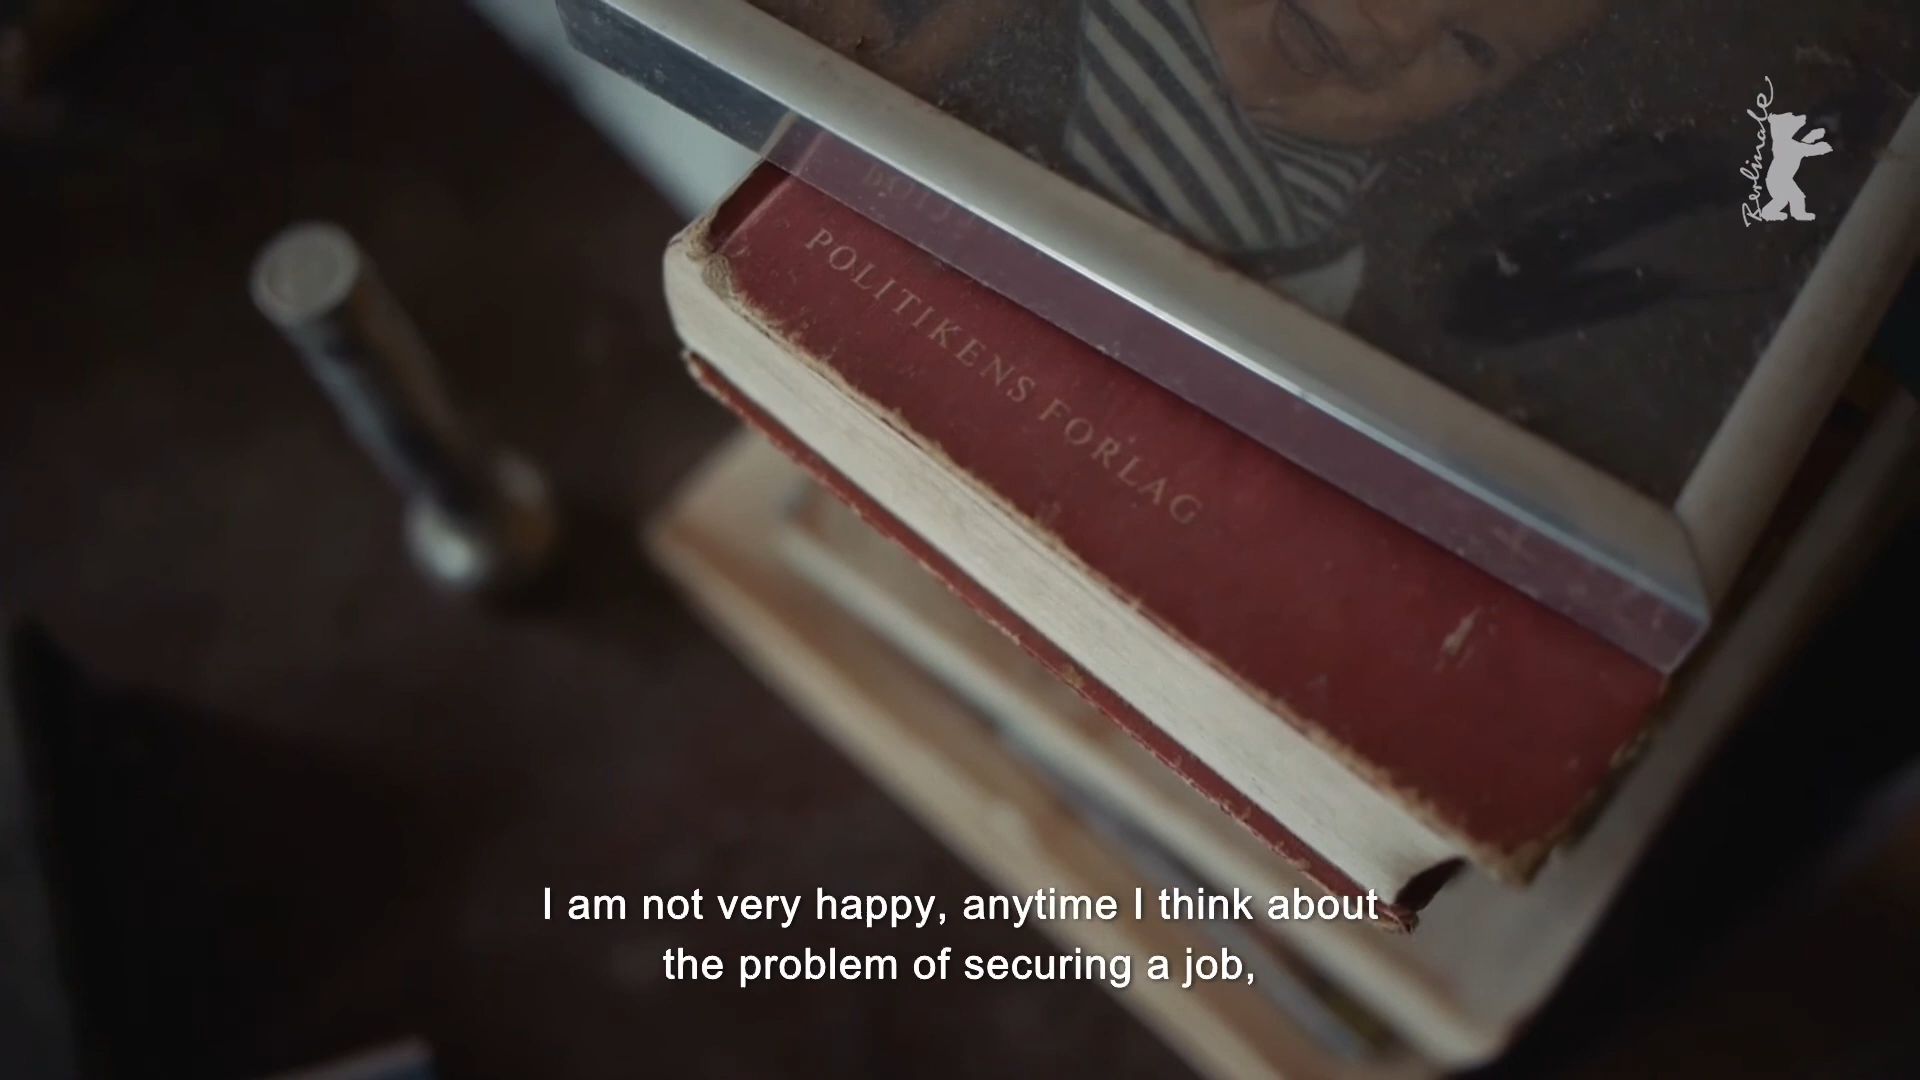 Berlinale
POLITIKENS FORLAG
I am not very happy, anytime I think about
the problem of securing a job,